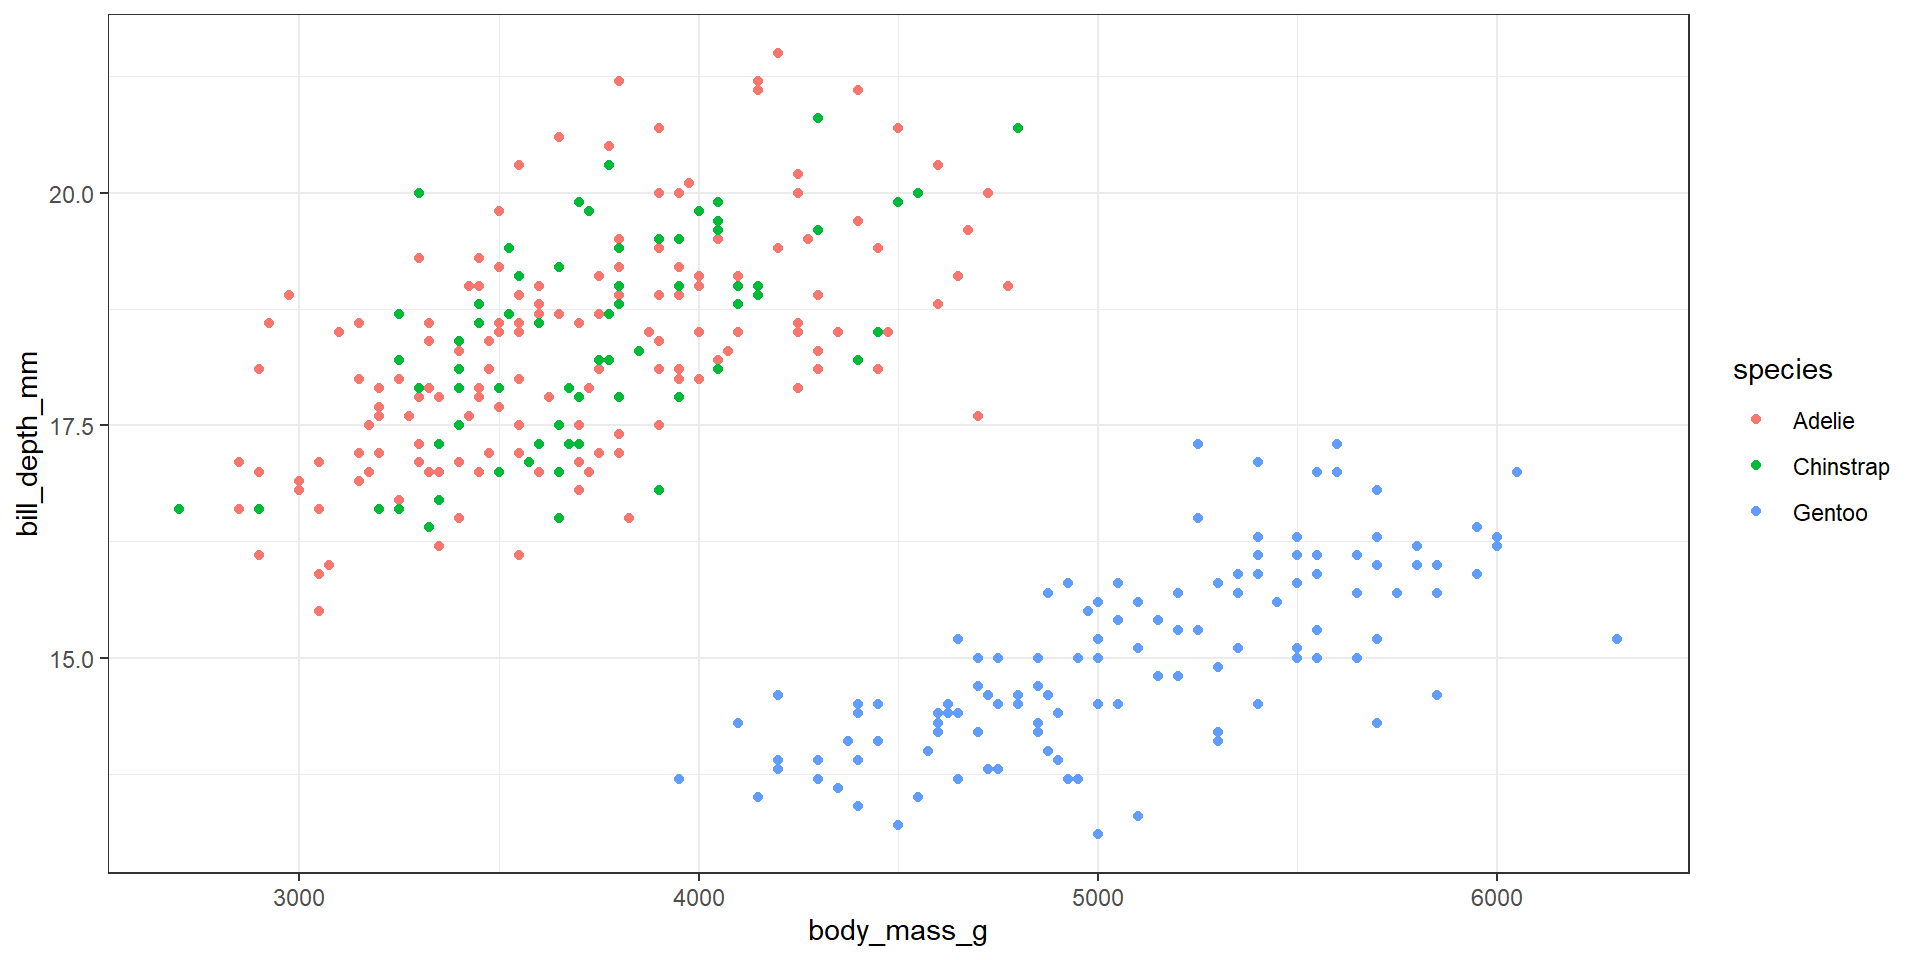 20.0
17.5
15.0
bill_depth_mm
3000 4000 5000 6000
body_mass_g
species
Adelie
Chinstrap
Gentoo